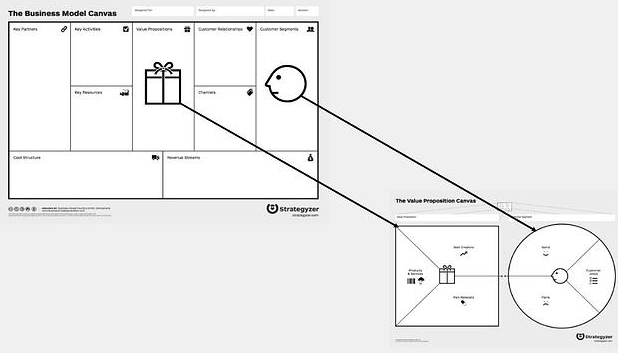 The Business Model Canvas
Designed for:
Designed by:
Date:
Version:
Key Partners
Key Activities
Value Propositions
Customer Relationships
Customer Segments
Key Resources
Channels
Cost Structure
Revenue Streams
Strategyzer
strategyzer.com
The Value Proposition Canvas
Value Proposition
Customer Segment
Gain Creators
Gains
Products
& Services
Customer
Jobs
Pain Relievers
Pains
Strategyzer
strategyzer.com